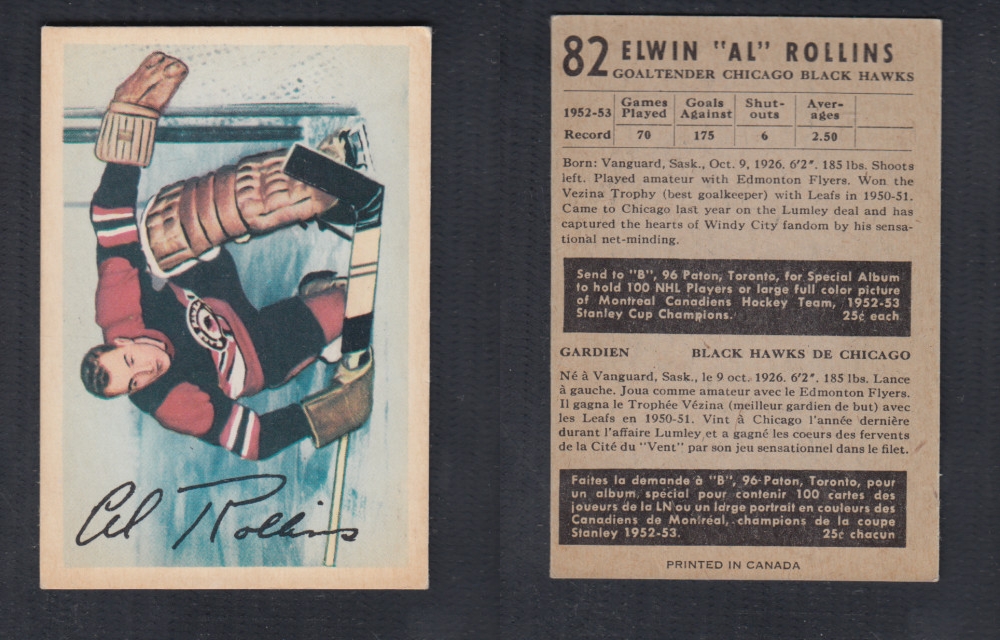 Al Rollins
82 ELWIN "AL" ROLLINS
GOALTENDER CHICAGO BLACK HAWKS
1952-53 Games Played Goals Against Shut-outs Aver-ages
Record 70 175 6 2.50
Born: Vanguard, Sask., Oct. 9, 1926. 6'2". 185 lbs. Shoots
left. Played amateur with Edmonton Flyers. Won the
Vezina Trophy (best goalkeeper) with Leafs in 1950-51.
Came to Chicago last year on the Lumley deal and has
captured the hearts of Windy City fandom by his sensa-
tional net-minding.
Send to "B", 96 Paton, Toronto, for Special Album
to hold 100 NHL Players or large full color picture
of Montreal Canadiens Hockey Team, 1952-53
Stanley Cup Champions. 25¢ each
GARDIEN BLACK HAWKS DE CHICAGO
Né à Vanguard, Sask., le 9 oct. 1926. 6'2". 185 lbs. Lance
à gauche. Joua comme amateur avec le Edmonton Flyers.
Il gagna le Trophée Vézina (meilleur gardien de but) avec
les Leafs en 1950-51. Vint à Chicago l'année dernière
durant l'affaire Lumley et a gagné les coeurs des fervents
de la Cité du "Vent" par son jeu sensationnel dans le filet.
Faites la demande à "B", 96 Paton, Toronto, pour
un album spécial pour contenir 100 cartes des
joueurs de la LN ou un large portrait en couleurs des
Canadiens de Montréal, champions de la coupe
Stanley 1952-53. 25¢ chacun
PRINTED IN CANADA